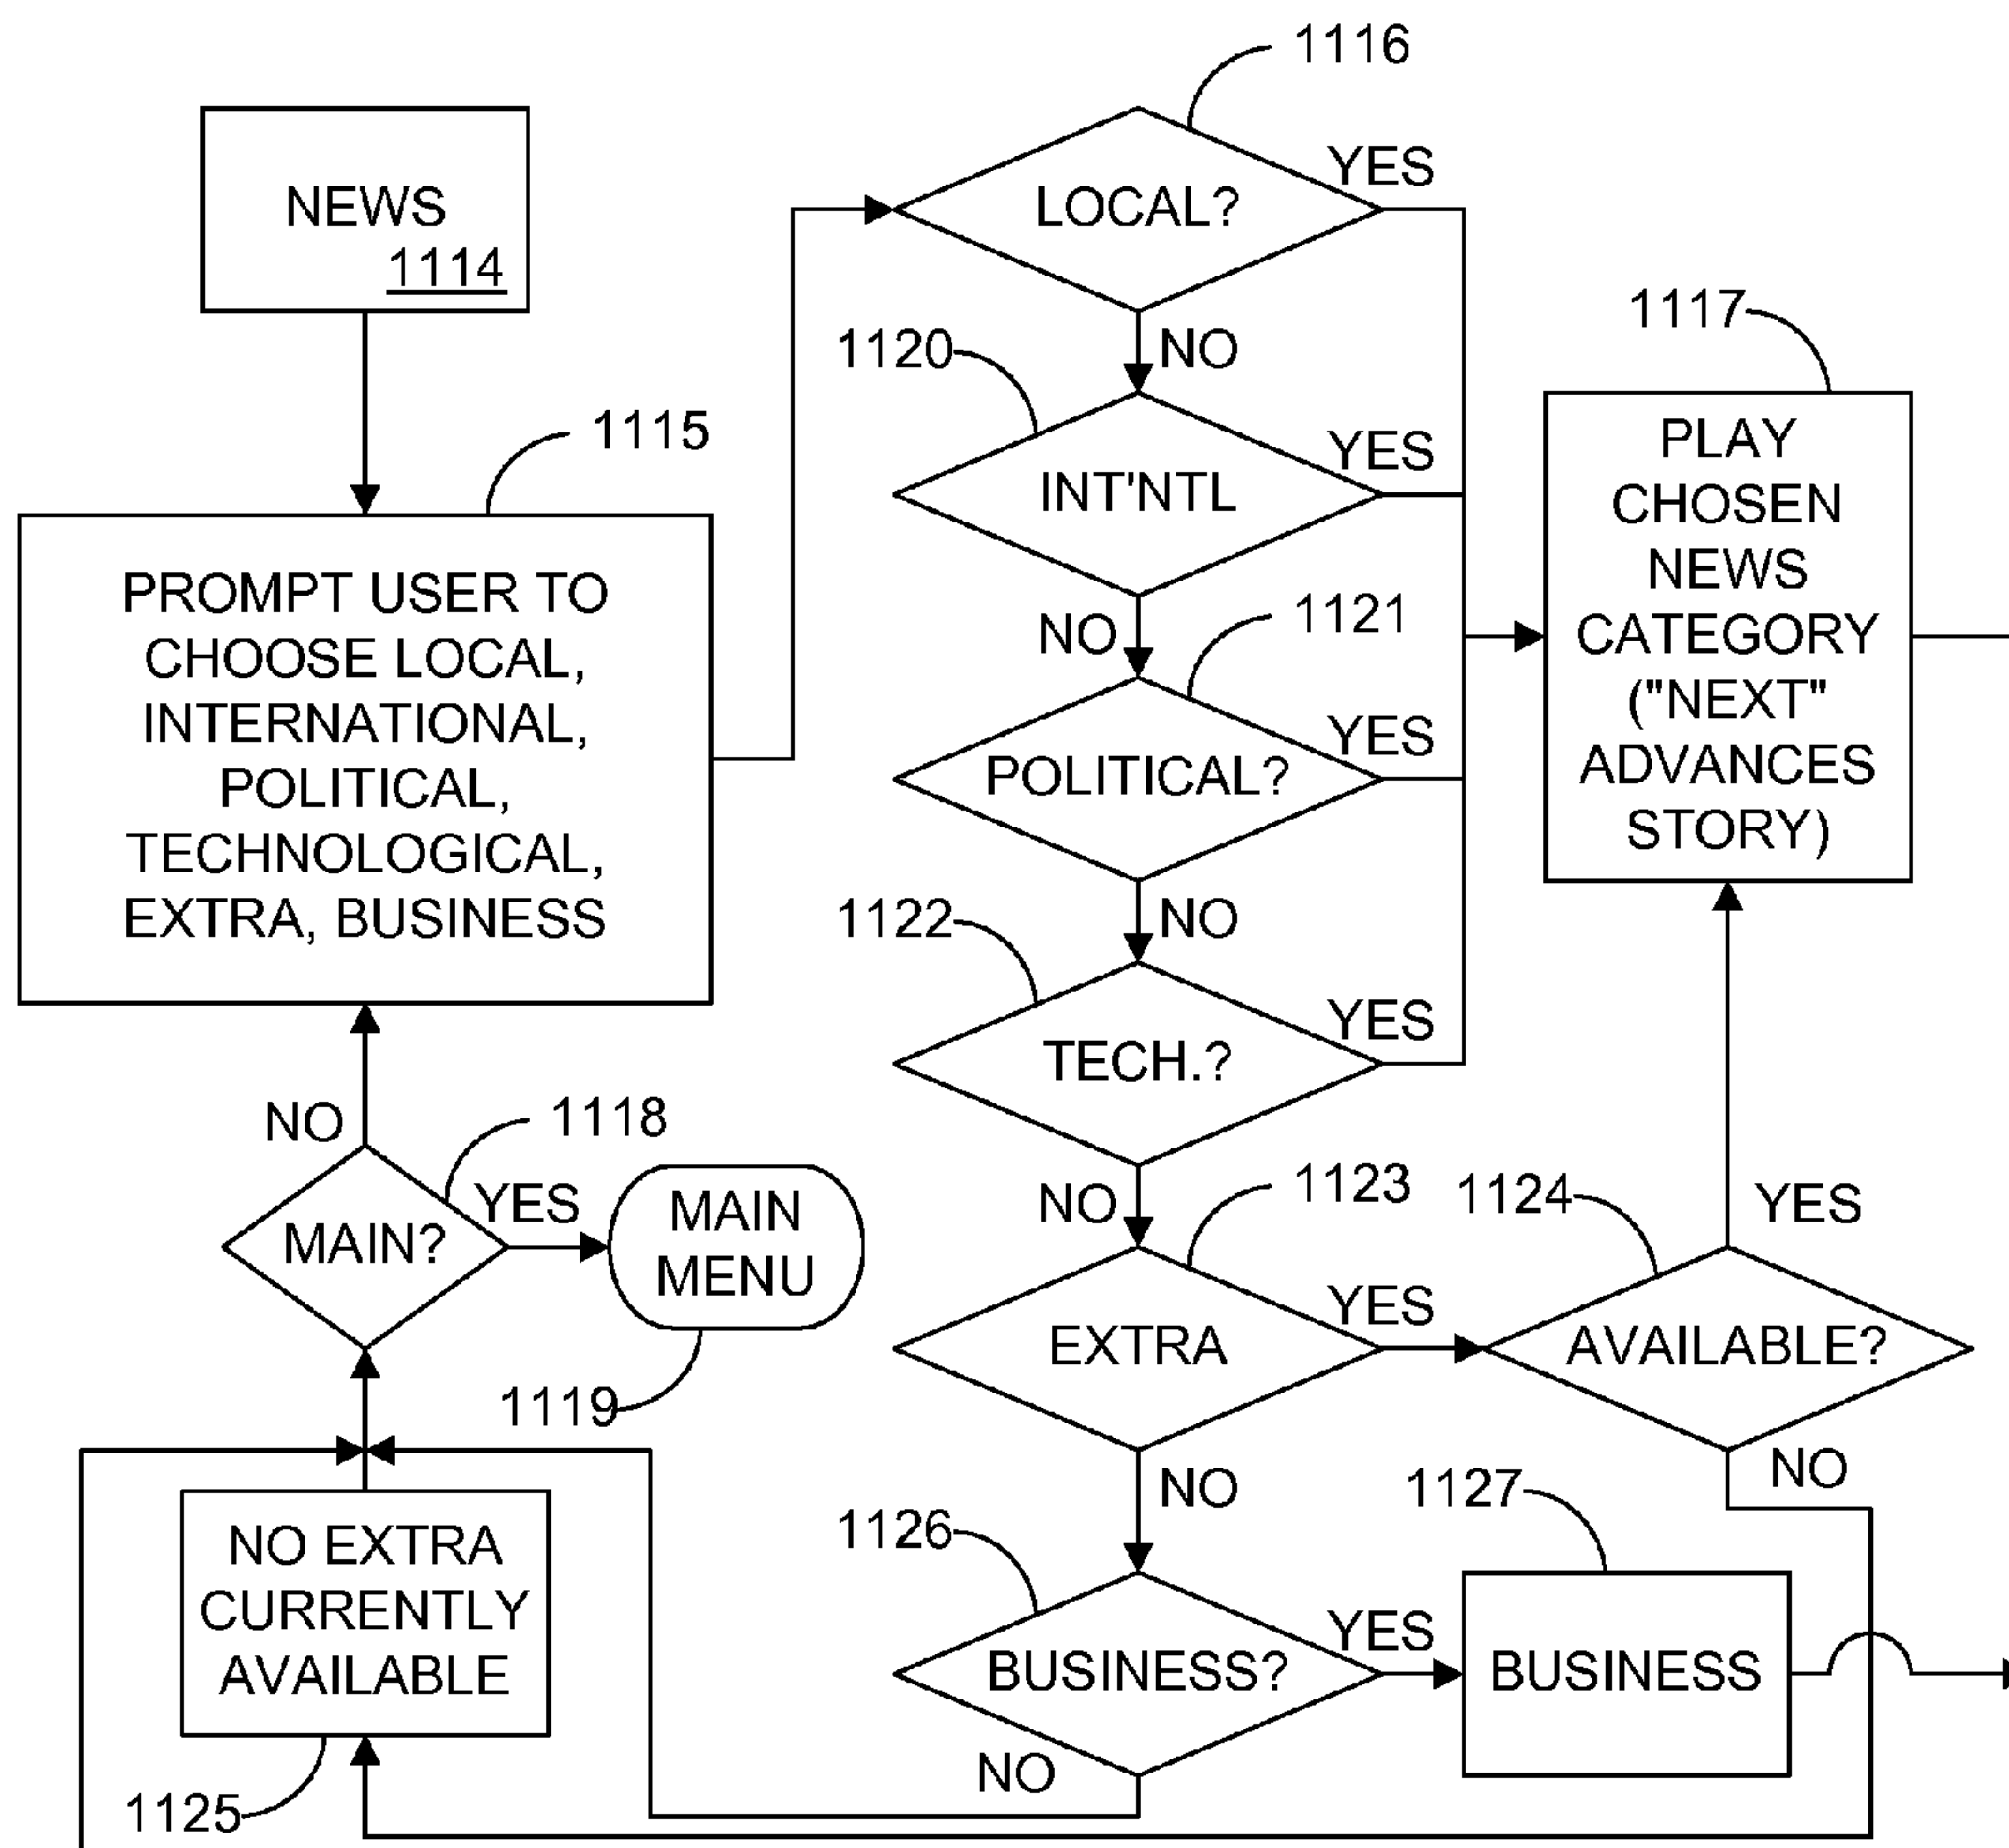 NEWS
1114
1115
PROMPT USER TO
CHOOSE LOCAL,
INTERNATIONAL,
POLITICAL,
TECHNOLOGICAL,
EXTRA, BUSINESS
NO
1118
MAIN?
YES
MAIN
MENU
1119
NO EXTRA
CURRENTLY
AVAILABLE
1125
1116
LOCAL?
YES
NO
1120
INT'NTL
YES
NO
1121
POLITICAL?
YES
NO
1122
TECH.?
YES
NO
1123
EXTRA
YES
NO
1126
BUSINESS?
YES
NO
1117
PLAY
CHOSEN
NEWS
CATEGORY
("NEXT"
ADVANCES
STORY)
1124
YES
AVAILABLE?
NO
1127
BUSINESS